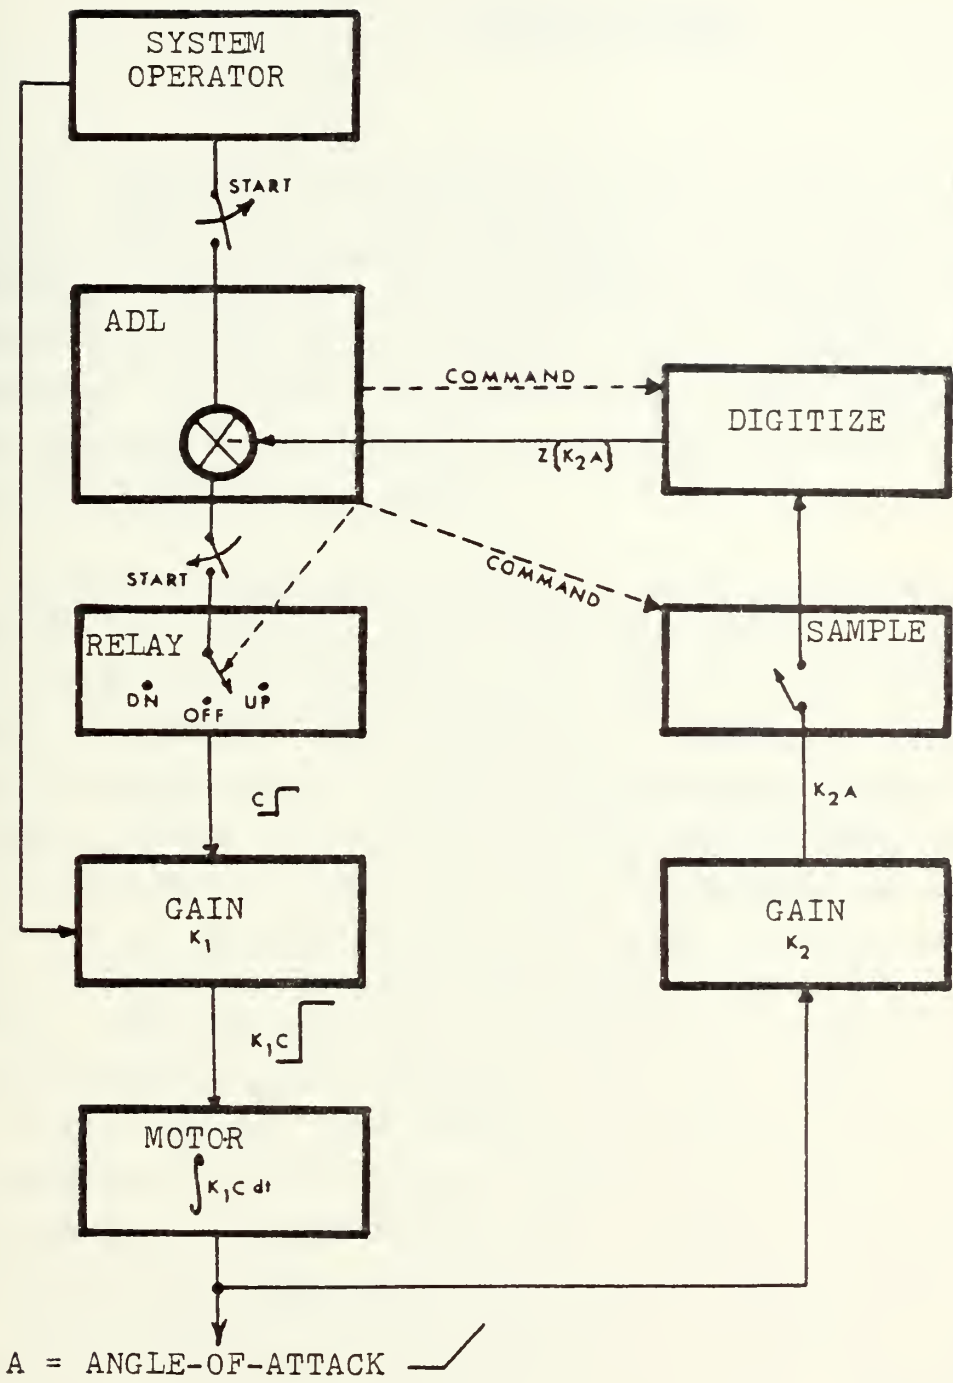 SYSTEM
OPERATOR
START
ADL
COMMAND
DIGITIZE
Z{K₂A}
START
COMMAND
RELAY
DN
OFF
UP
SAMPLE
C
K₂A
GAIN
K₁
GAIN
K₂
K₁C
MOTOR
∫K₁C dt
A = ANGLE-OF-ATTACK